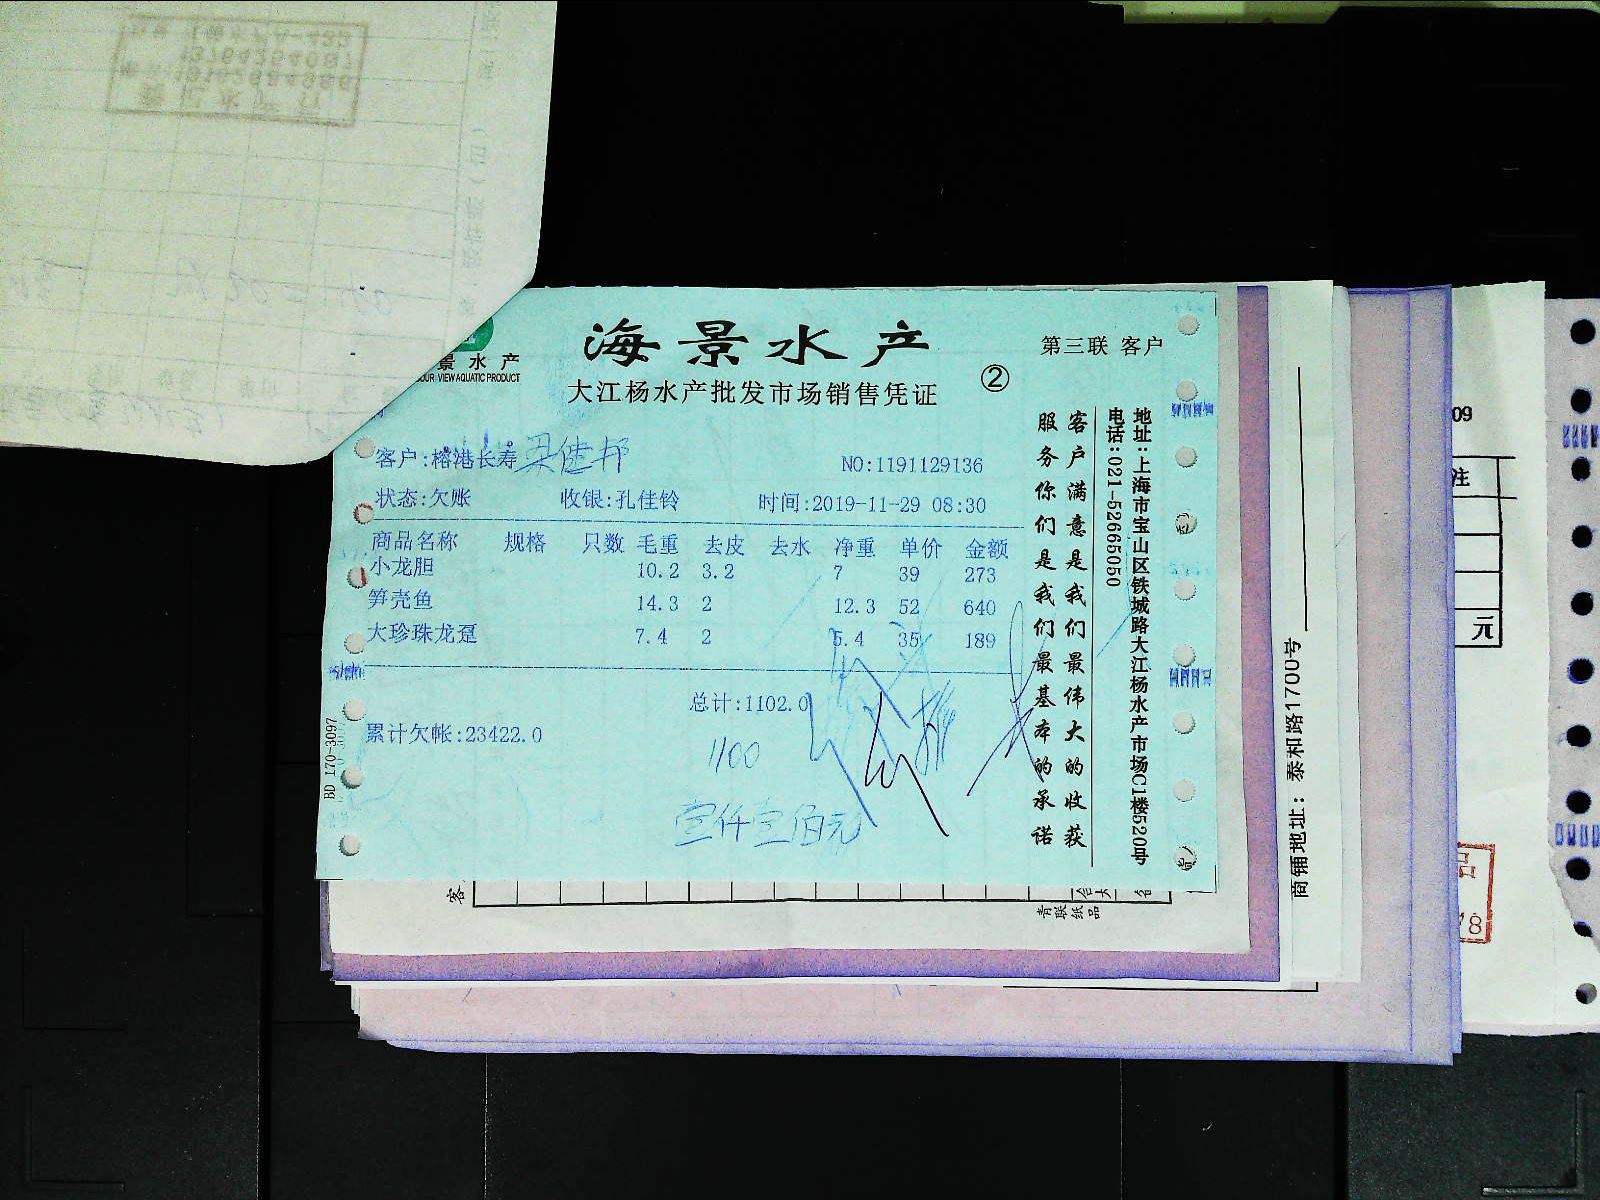 景水产
OUR VIEW AQUATIC PRODUCT
海景水产
大江杨水产批发市场销售凭证
②
第三联 客户
客户:榕港长寿
NO:1191129136
状态:欠账 收银:孔佳铃 时间:2019-11-29 08:30
商品名称 规格 只数 毛重 去皮 去水 净重 单价 金额
小龙胆 10.2 3.2 7 39 273
笋壳鱼 14.3 2 12.3 52 640
大珍珠龙趸 7.4 2 5.4 35 189
总计:1102.0
累计欠帐:23422.0
1100
壹仟壹佰元
BD 170-3097
客户满意是我们最伟大的收获
服务你们是我们最基本的承诺
地址:上海市宝山区铁城路大江杨水产市场C1楼520号
电话:021-52665050
商铺地址: 泰和路1700号
青联纸品
客
09
注
元
品
78